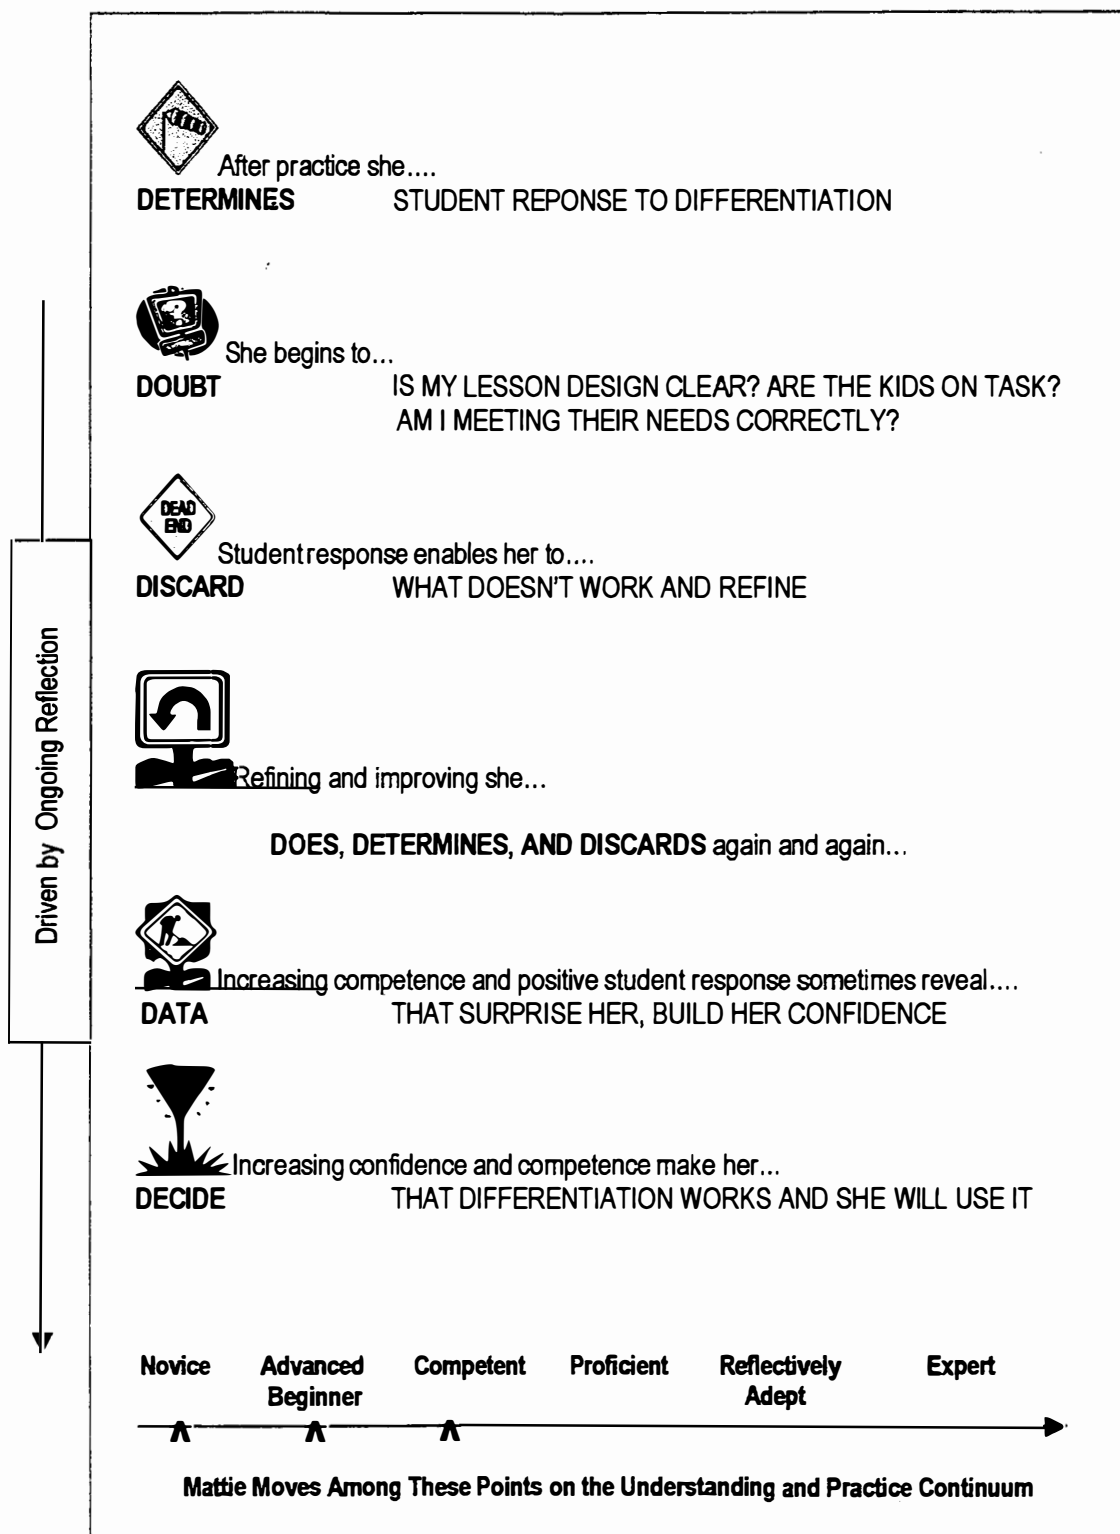 After practice she....
DETERMINES STUDENT REPONSE TO DIFFERENTIATION
She begins to...
DOUBT IS MY LESSON DESIGN CLEAR? ARE THE KIDS ON TASK?
AM I MEETING THEIR NEEDS CORRECTLY?
DEAD
END
Student response enables her to....
DISCARD WHAT DOESN'T WORK AND REFINE
Driven by Ongoing Reflection
Refining and improving she...
DOES, DETERMINES, AND DISCARDS again and again...
Increasing competence and positive student response sometimes reveal....
DATA THAT SURPRISE HER, BUILD HER CONFIDENCE
Increasing confidence and competence make her...
DECIDE THAT DIFFERENTIATION WORKS AND SHE WILL USE IT
Novice Advanced Competent Proficient Reflectively Expert
Beginner Adept
Mattie Moves Among These Points on the Understanding and Practice Continuum